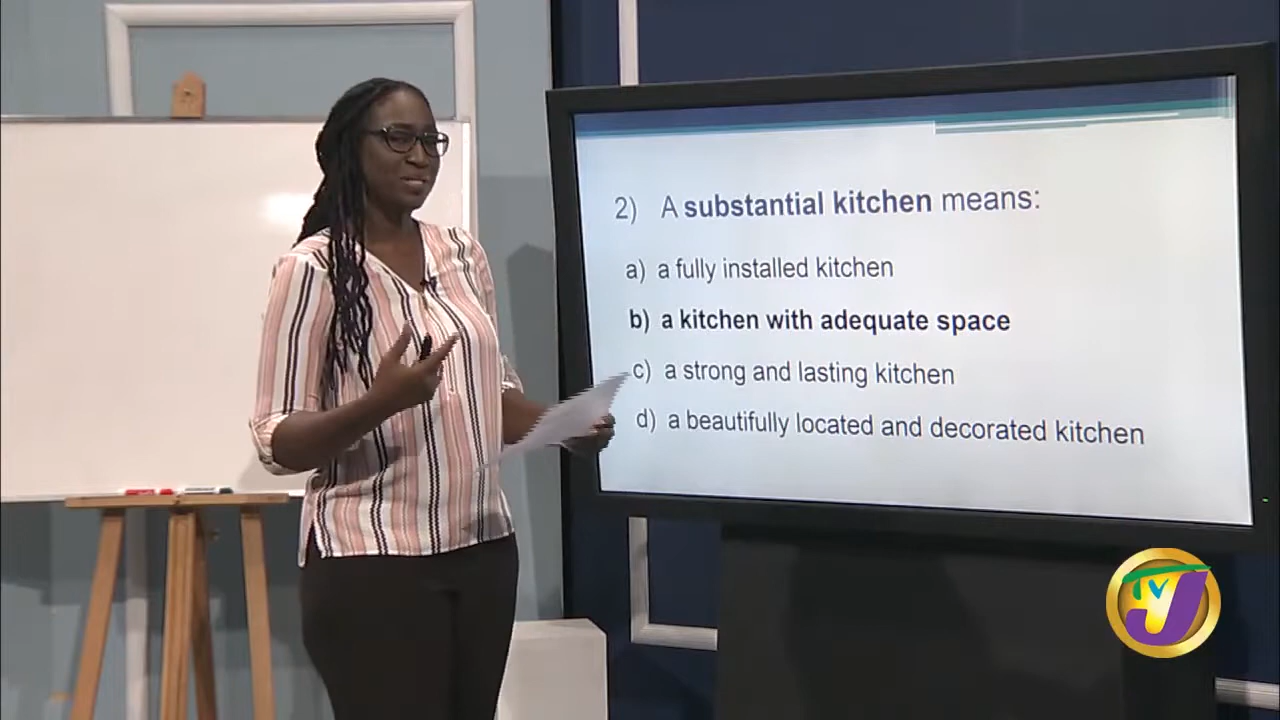 2) A substantial kitchen means:
a) a fully installed kitchen
b) a kitchen with adequate space
c) a strong and lasting kitchen
d) a beautifully located and decorated kitchen
TVJ